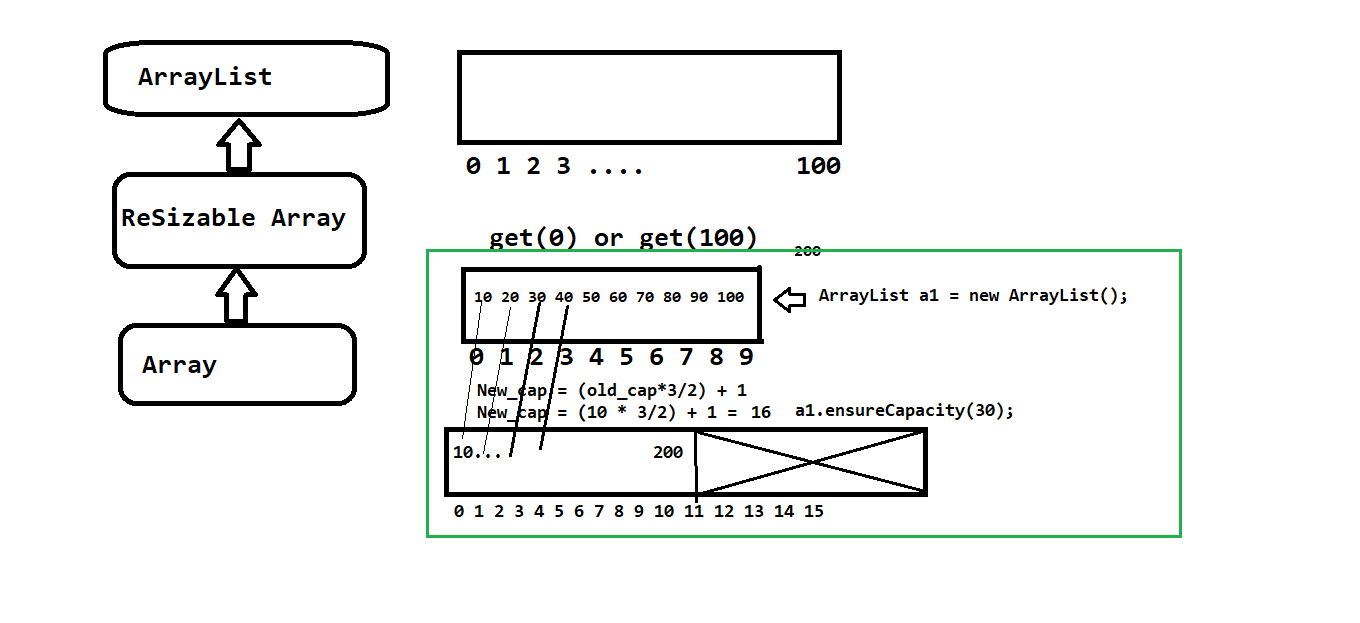 ArrayList
ReSizable Array
Array
0 1 2 3 .... 100
get(0) or get(100)
200
10 20 30 40 50 60 70 80 90 100
ArrayList a1 = new ArrayList();
0 1 2 3 4 5 6 7 8 9
New_cap = (old_cap*3/2) + 1
New_cap = (10 * 3/2) + 1 = 16
a1.ensureCapacity(30);
10... 200
0 1 2 3 4 5 6 7 8 9 10 11 12 13 14 15